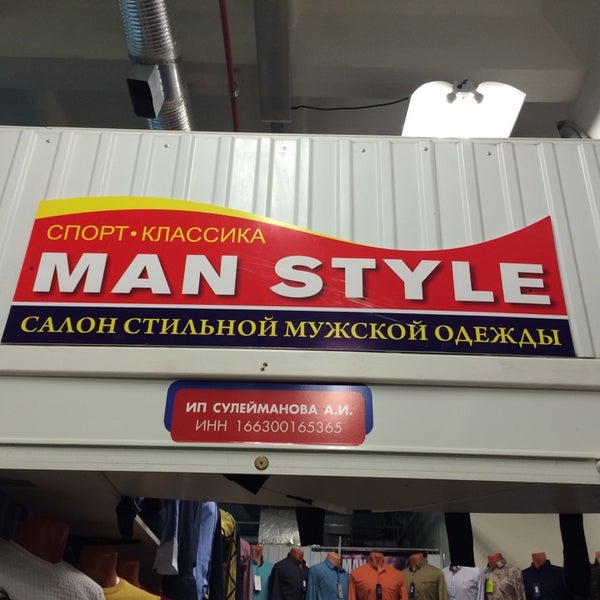 СПОРТ•КЛАССИКА
MAN STYLE
САЛОН СТИЛЬНОЙ МУЖСКОЙ ОДЕЖДЫ
ИП СУЛЕЙМАНОВА А.И.
ИНН 166300165365